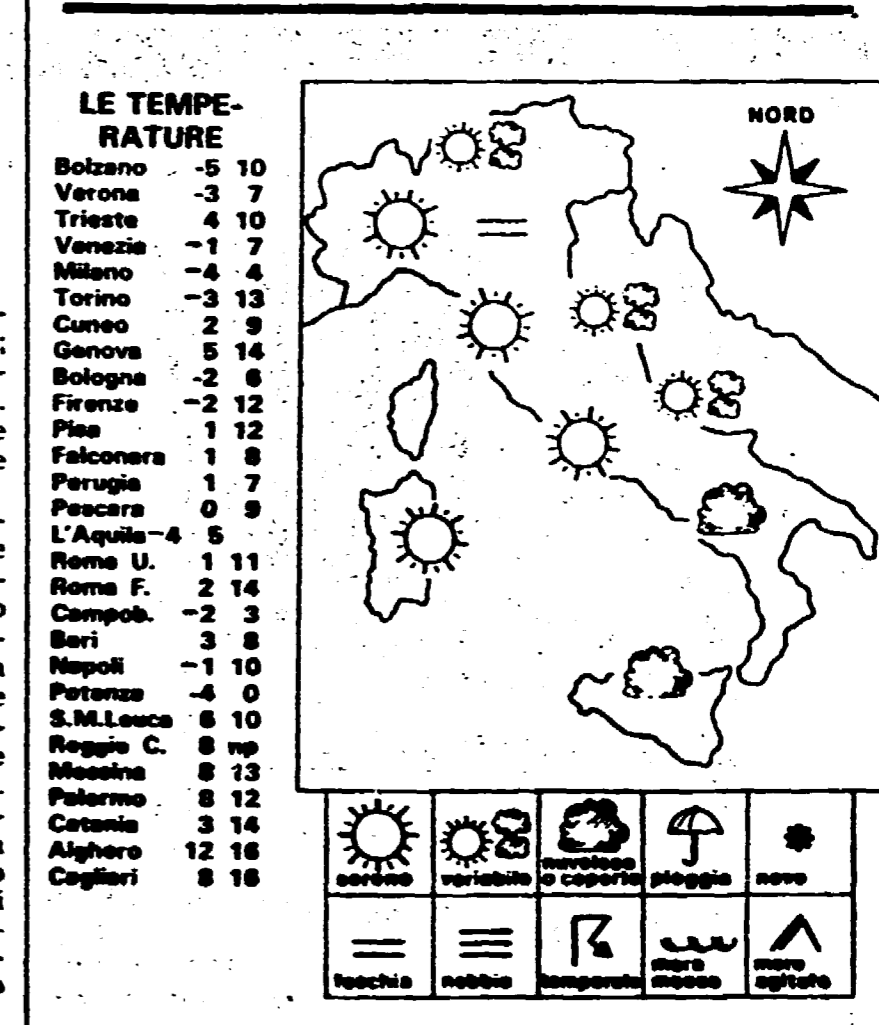 LE TEMPE-
RATURE
Bolzano -5 10
Verona -3 7
Trieste 4 10
Venezia -1 7
Milano -4 4
Torino -3 13
Cuneo 2 9
Genova 5 14
Bologna -2 6
Firenze -2 12
Pisa 1 12
Falconara 1 8
Perugia 1 7
Pescara 0 9
L'Aquila -4 5
Roma U. 1 11
Roma F. 2 14
Campob. -2 3
Bari 3 8
Napoli -1 10
Potenza -4 0
S.M.Leuca 6 10
Reggio C. 8 np
Messina 8 13
Palermo 8 12
Catania 3 14
Alghero 12 16
Cagliari 8 16
NORD
sereno
variabile
nuvoloso
o coperto
pioggia
neve
foschia
nebbia
temporale
mare
mosso
mare
agitato